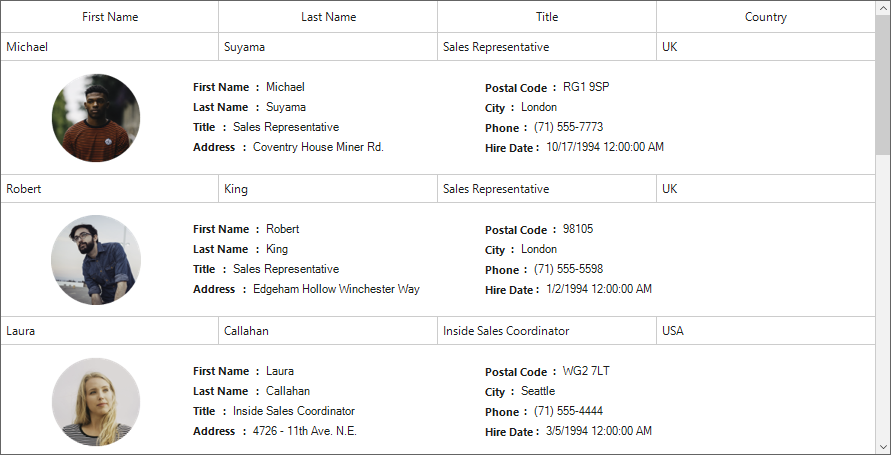 First Name Last Name Title Country
Michael Suyama Sales Representative UK
First Name : Michael Postal Code : RG1 9SP
Last Name : Suyama City : London
Title : Sales Representative Phone : (71) 555-7773
Address : Coventry House Miner Rd. Hire Date : 10/17/1994 12:00:00 AM
Robert King Sales Representative UK
First Name : Robert Postal Code : 98105
Last Name : King City : London
Title : Sales Representative Phone : (71) 555-5598
Address : Edgeham Hollow Winchester Way Hire Date : 1/2/1994 12:00:00 AM
Laura Callahan Inside Sales Coordinator USA
First Name : Laura Postal Code : WG2 7LT
Last Name : Callahan City : Seattle
Title : Inside Sales Coordinator Phone : (71) 555-4444
Address : 4726 - 11th Ave. N.E. Hire Date : 3/5/1994 12:00:00 AM